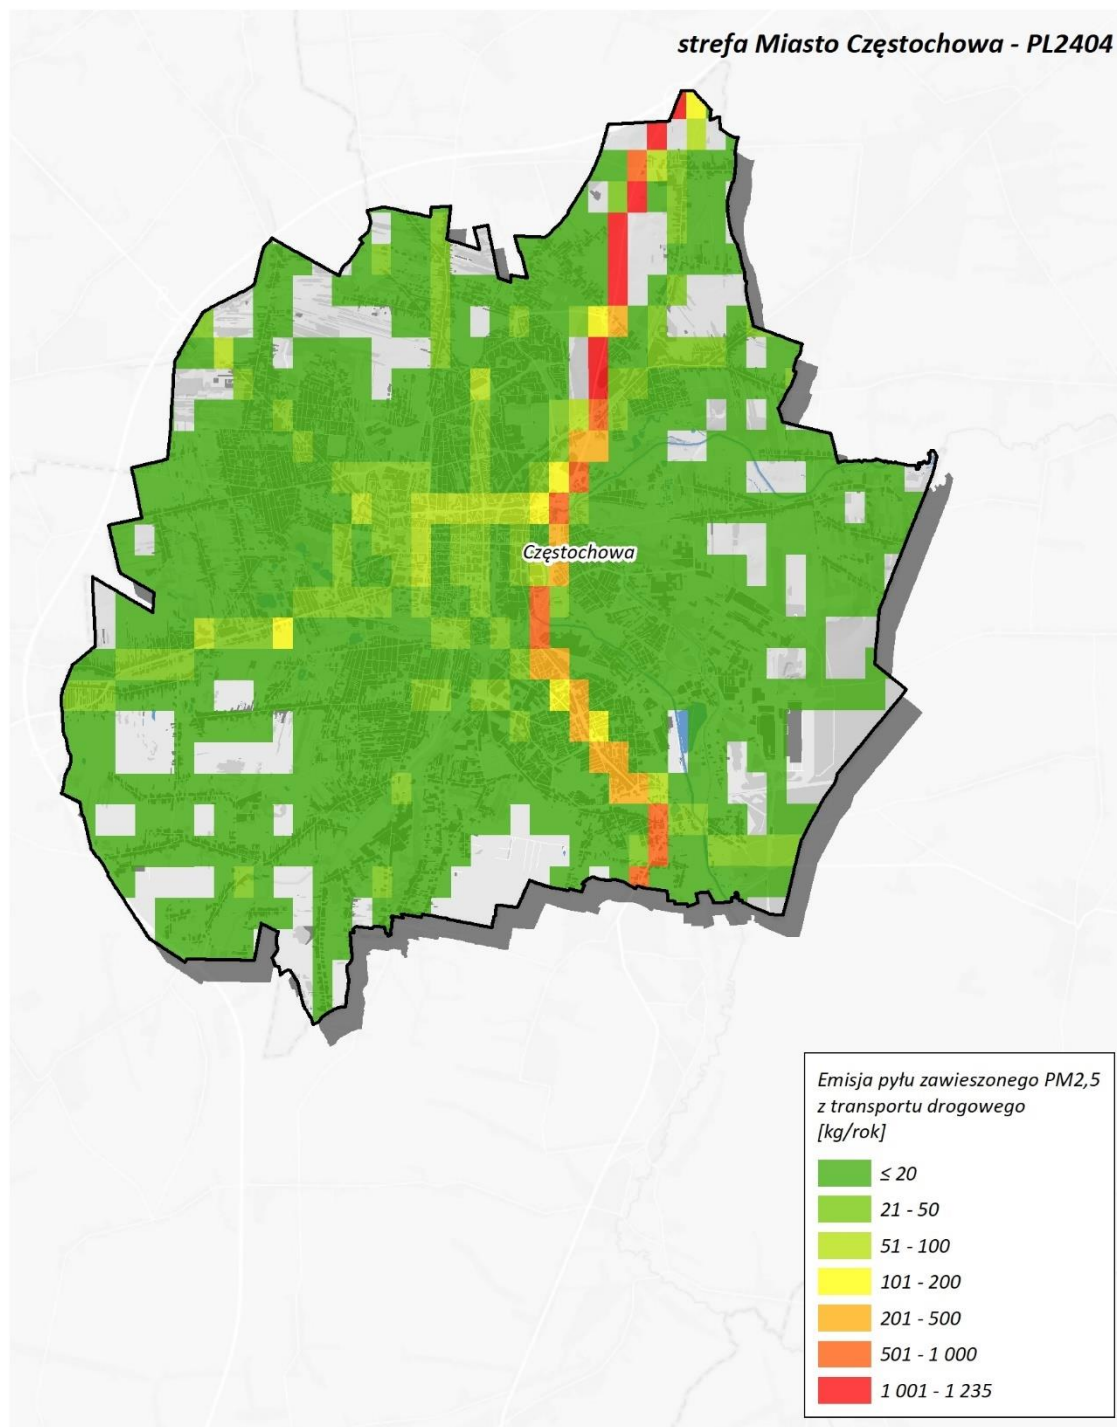 strefa Miasto Częstochowa - PL2404
Częstochowa
Emisja pyłu zawieszonego PM2,5
z transportu drogowego
[kg/rok]
≤ 20
21 - 50
51 - 100
101 - 200
201 - 500
501 - 1 000
1 001 - 1 235